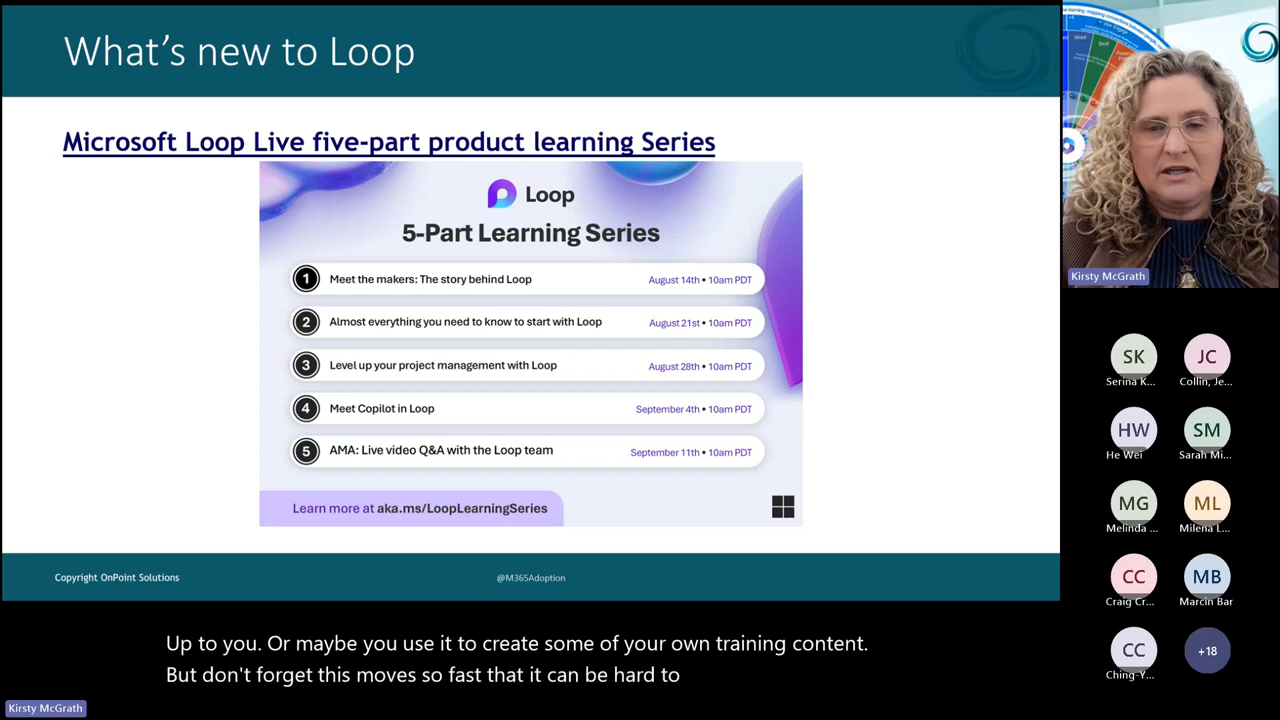 What's new to Loop
Microsoft Loop Live five-part product learning Series
Loop
5-Part Learning Series
1 Meet the makers: The story behind Loop August 14th • 10am PDT
2 Almost everything you need to know to start with Loop August 21st • 10am PDT
3 Level up your project management with Loop August 28th • 10am PDT
4 Meet Copilot in Loop September 4th • 10am PDT
5 AMA: Live video Q&A with the Loop team September 11th • 10am PDT
Learn more at aka.ms/LoopLearningSeries
Copyright OnPoint Solutions @M365Adoption
Up to you. Or maybe you use it to create some of your own training content.
But don't forget this moves so fast that it can be hard to
Kirsty McGrath
Word
Kirsty McGrath
SK JC
Serina K... Collin, Je...
HW SM
He Wei Sarah Mi...
MG ML
Melinda ... Milena L...
CC MB
Craig Cr... Marcin Bar
CC +18
Ching-Y...